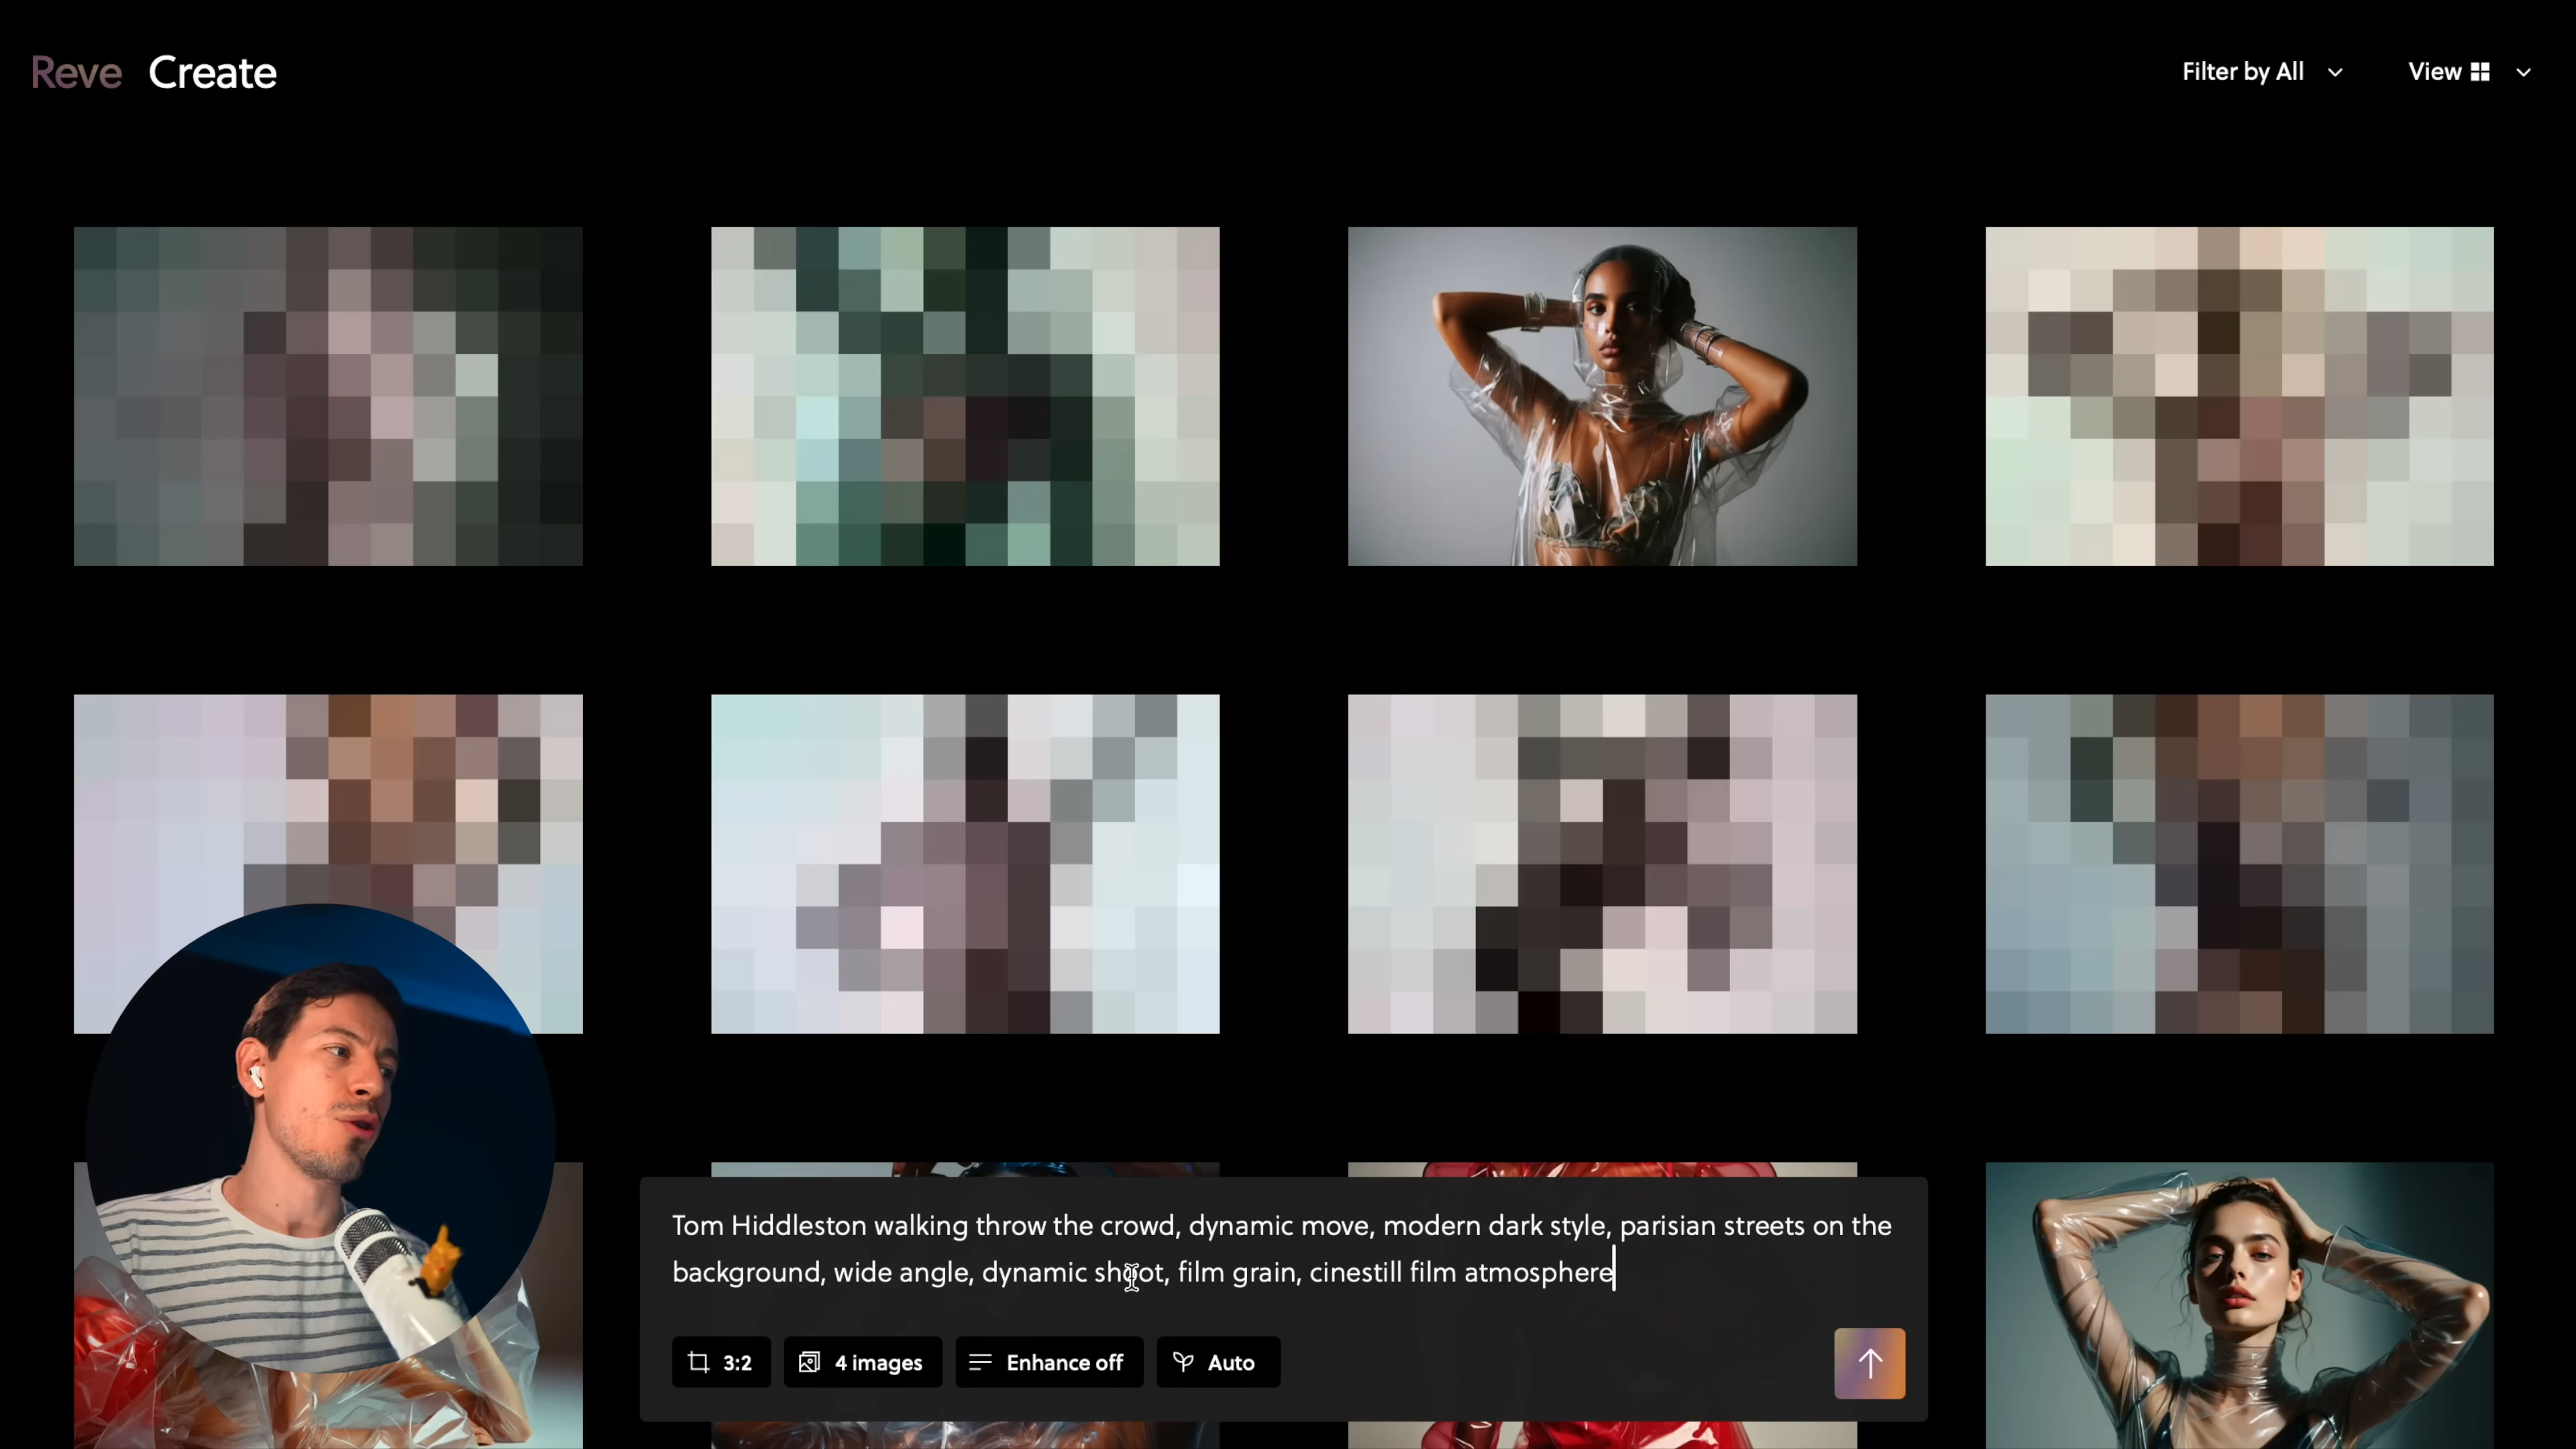 Reve Create
Filter by All
View
Tom Hiddleston walking throw the crowd, dynamic move, modern dark style, parisian streets on the
background, wide angle, dynamic shoot, film grain, cinestill film atmosphere
3:2
4 images
Enhance off
Auto